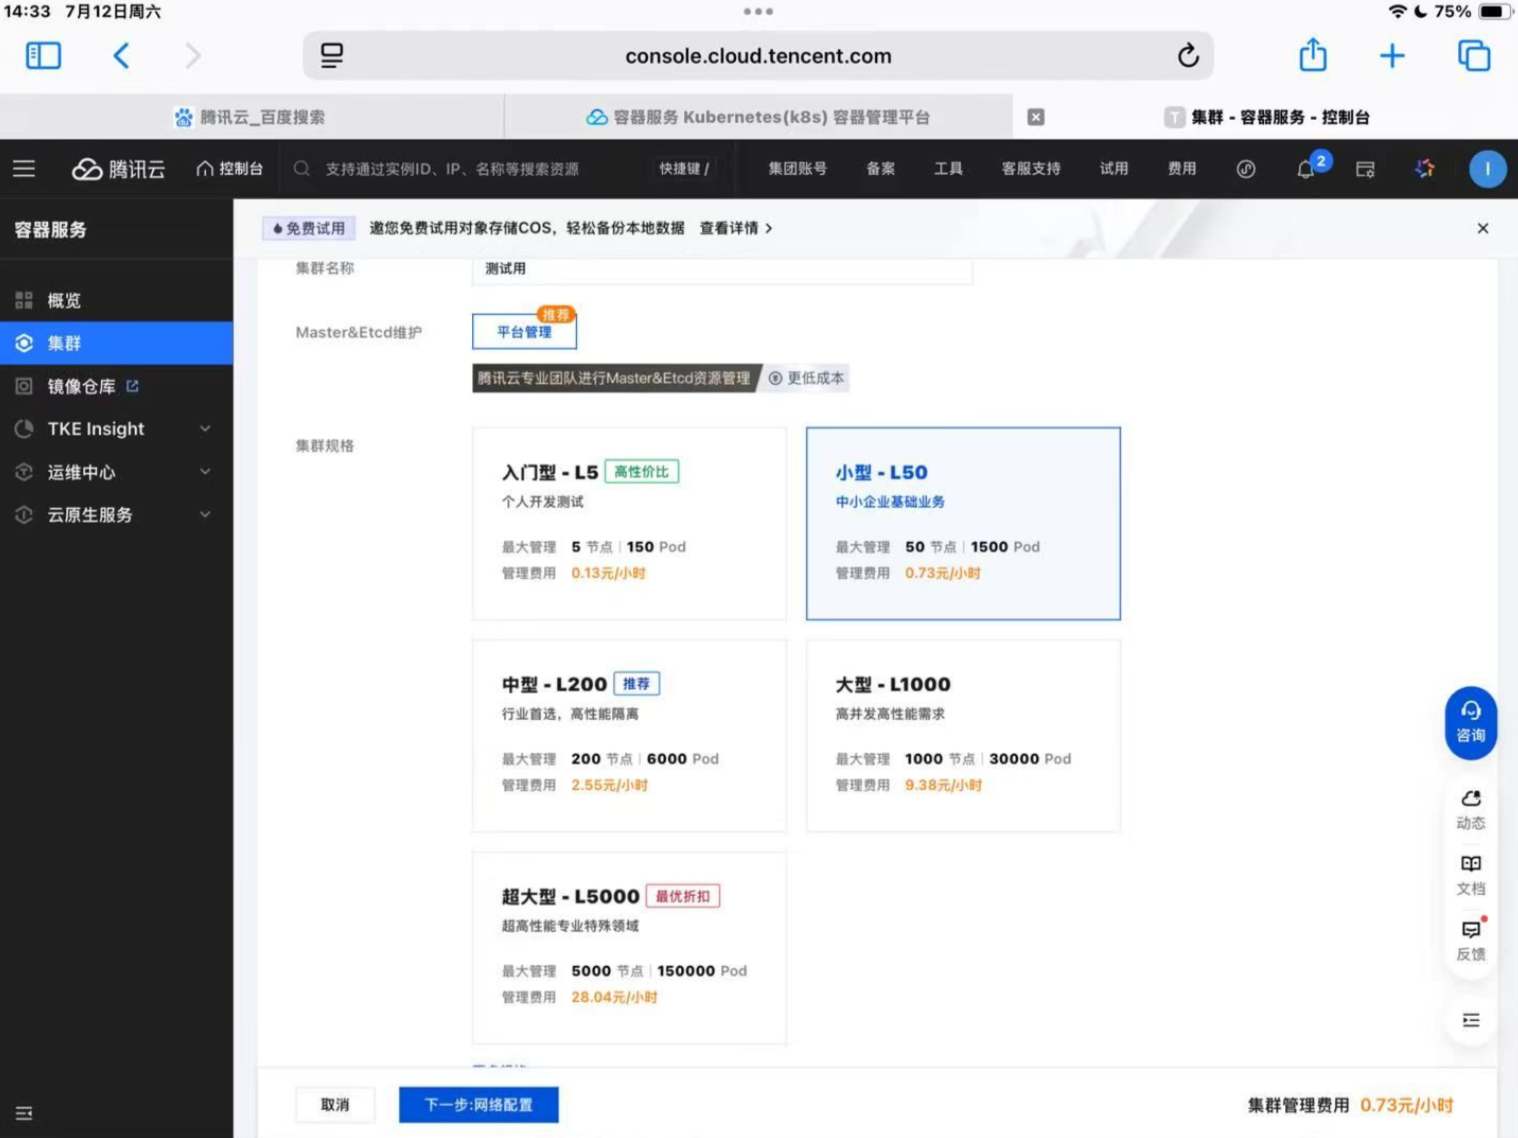 14:33 7月12日周六
75%
console.cloud.tencent.com
腾讯云_百度搜索
容器服务 Kubernetes(k8s) 容器管理平台
T 集群 - 容器服务 - 控制台
腾讯云
控制台
支持通过实例ID、IP、名称等搜索资源
快捷键 /
集团账号
备案
工具
客服支持
试用
费用
2
I
容器服务
概览
集群
镜像仓库
TKE Insight
运维中心
云原生服务
免费试用
邀您免费试用对象存储COS，轻松备份本地数据 查看详情 >
集群名称
测试用
Master&Etcd维护
推荐
平台管理
腾讯云专业团队进行Master&Etcd资源管理
更低成本
集群规格
入门型 - L5 高性价比
个人开发测试
最大管理 5 节点 | 150 Pod
管理费用 0.13元/小时
小型 - L50
中小企业基础业务
最大管理 50 节点 | 1500 Pod
管理费用 0.73元/小时
中型 - L200 推荐
行业首选，高性能隔离
最大管理 200 节点 | 6000 Pod
管理费用 2.55元/小时
大型 - L1000
高并发高性能需求
最大管理 1000 节点 | 30000 Pod
管理费用 9.38元/小时
超大型 - L5000 最优折扣
超高性能专业特殊领域
最大管理 5000 节点 | 150000 Pod
管理费用 28.04元/小时
咨询
动态
文档
反馈
取消
下一步:网络配置
集群管理费用 0.73元/小时